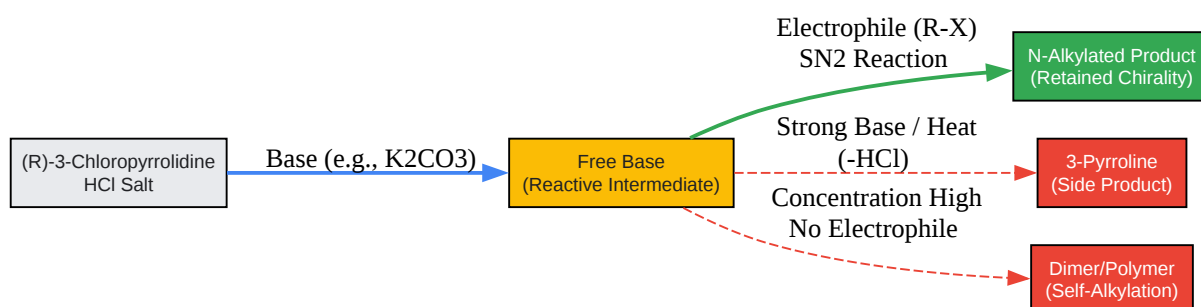 (R)-3-Chloropyrrolidine
HCl Salt
Base (e.g., K2CO3)
Free Base
(Reactive Intermediate)
Electrophile (R-X)
SN2 Reaction
N-Alkylated Product
(Retained Chirality)
Strong Base / Heat
(-HCl)
3-Pyrroline
(Side Product)
Concentration High
No Electrophile
Dimer/Polymer
(Self-Alkylation)